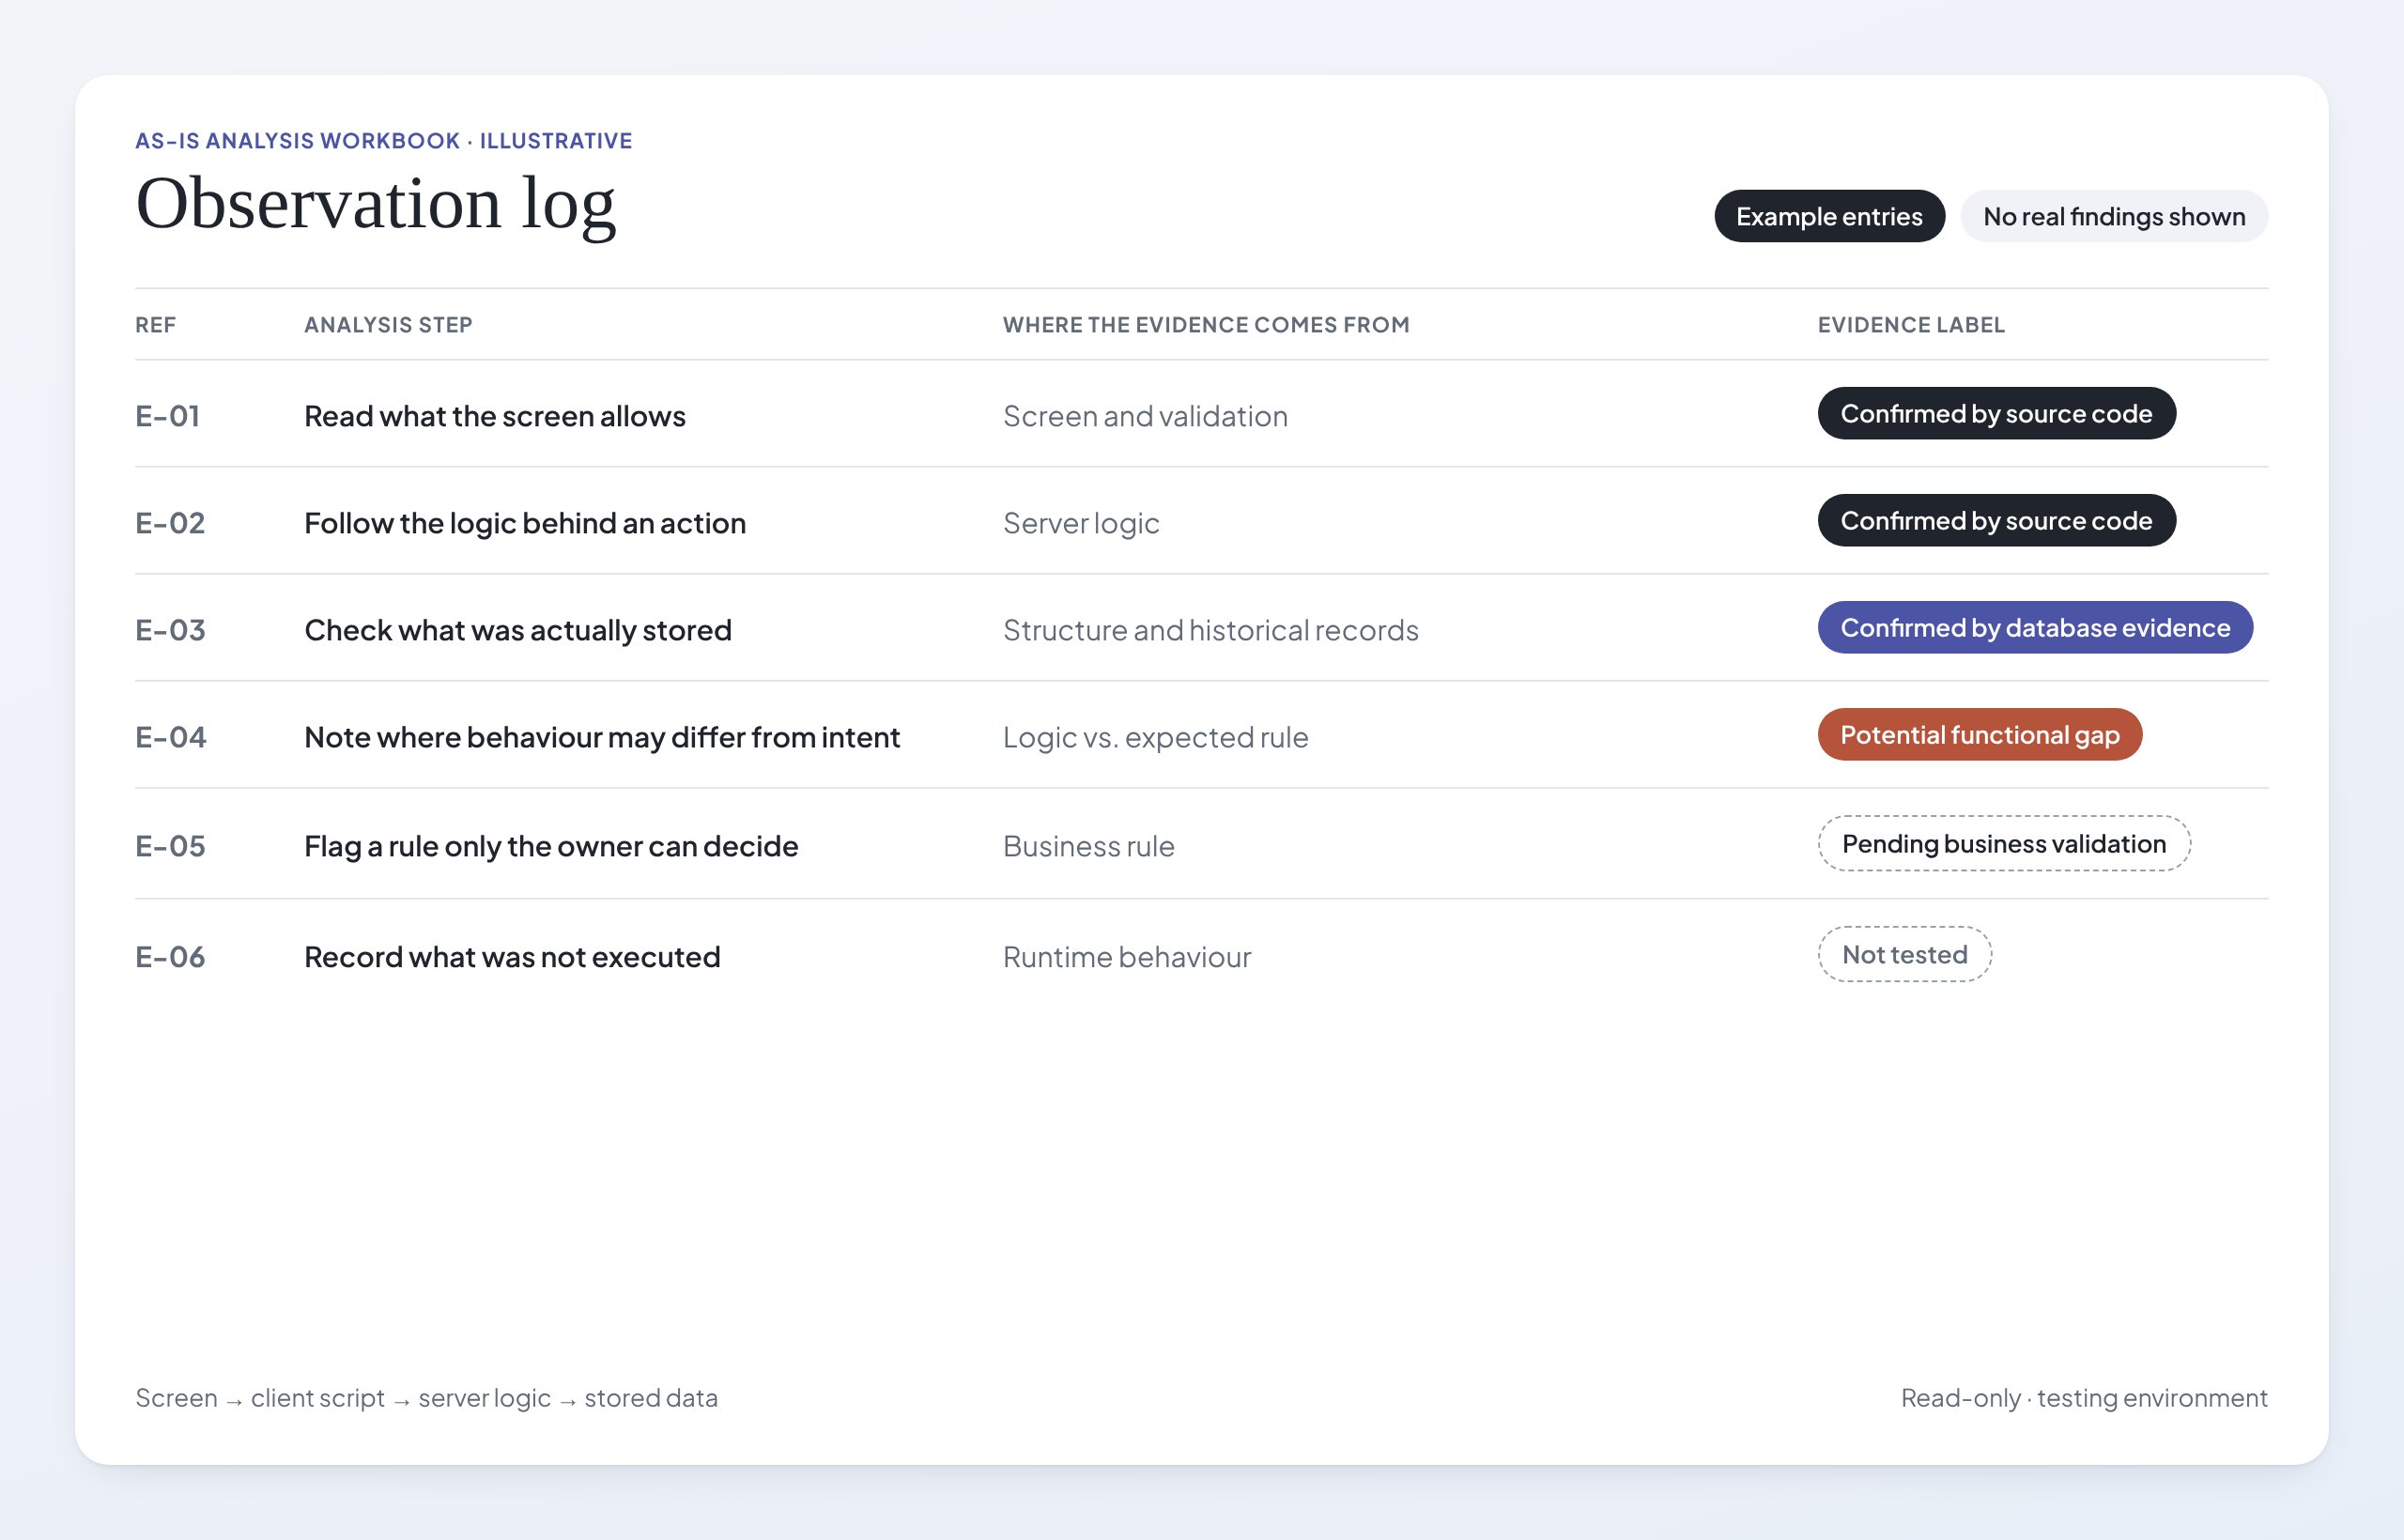 AS-IS ANALYSIS WORKBOOK · ILLUSTRATIVE
Observation log
Example entries
No real findings shown
REF ANALYSIS STEP WHERE THE EVIDENCE COMES FROM EVIDENCE LABEL
E-01 Read what the screen allows Screen and validation Confirmed by source code
E-02 Follow the logic behind an action Server logic Confirmed by source code
E-03 Check what was actually stored Structure and historical records Confirmed by database evidence
E-04 Note where behaviour may differ from intent Logic vs. expected rule Potential functional gap
E-05 Flag a rule only the owner can decide Business rule Pending business validation
E-06 Record what was not executed Runtime behaviour Not tested
Screen → client script → server logic → stored data
Read-only · testing environment